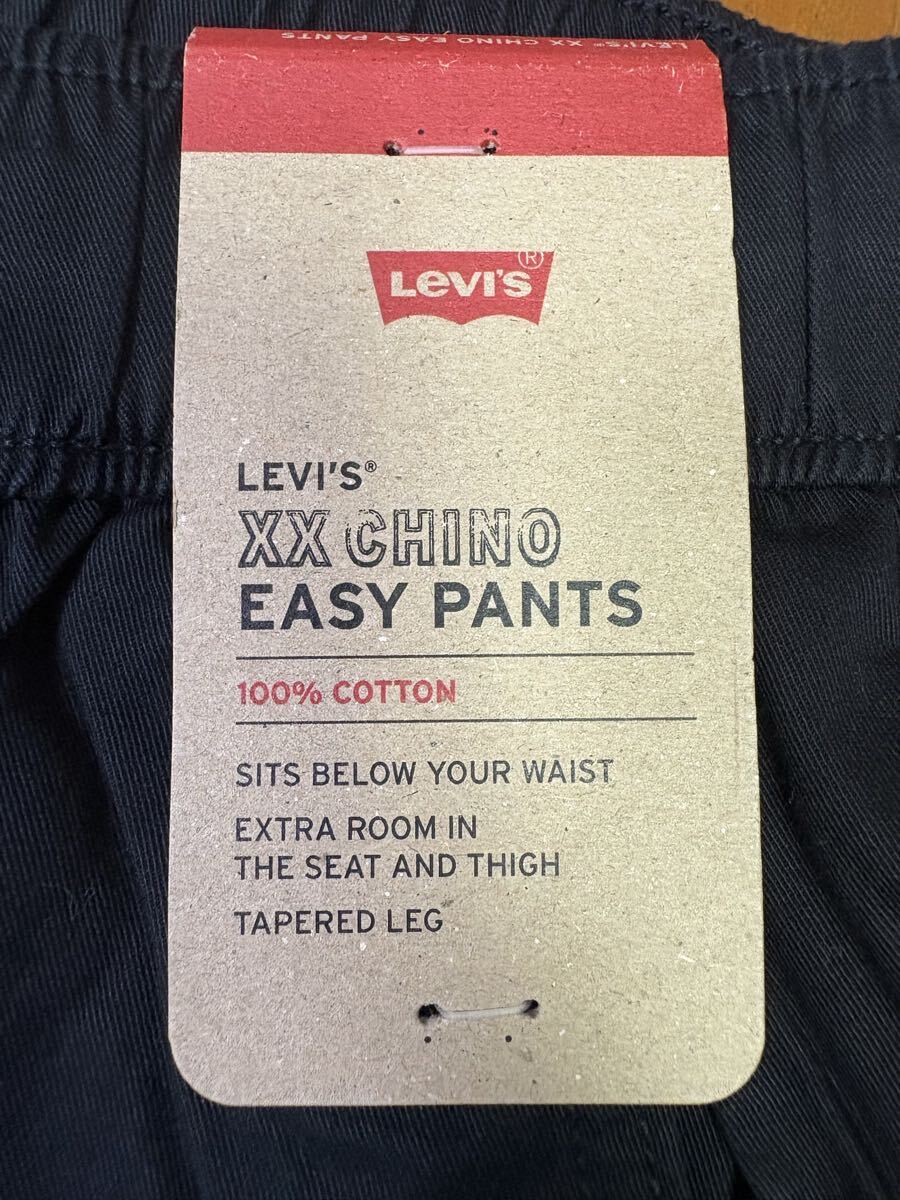 LEVI'S® XX CHINO EASY PANTS
Levi's®
LEVI'S®
XX CHINO
EASY PANTS
100% COTTON
SITS BELOW YOUR WAIST
EXTRA ROOM IN
THE SEAT AND THIGH
TAPERED LEG